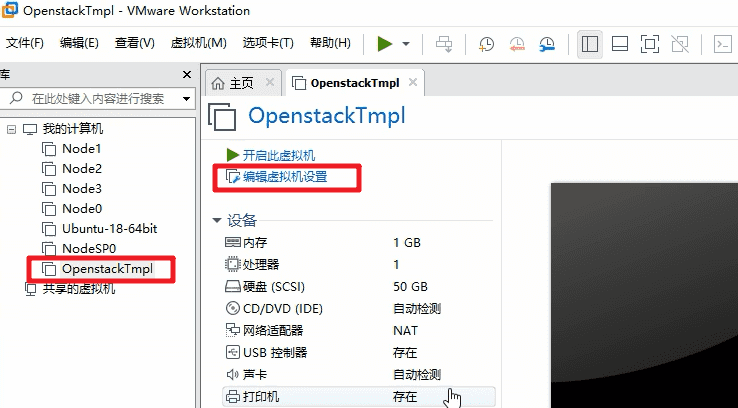 OpenstackTmpl - VMware Workstation
文件(F) 编辑(E) 查看(V) 虚拟机(M) 选项卡(T) 帮助(H)
库
在此处键入内容进行搜索
我的计算机
Node1
Node2
Node3
Node0
Ubuntu-18-64bit
NodeSP0
OpenstackTmpl
共享的虚拟机
主页 OpenstackTmpl
OpenstackTmpl
开启此虚拟机
编辑虚拟机设置
设备
内存 1 GB
处理器 1
硬盘 (SCSI) 50 GB
CD/DVD (IDE) 自动检测
网络适配器 NAT
USB 控制器 存在
声卡 自动检测
打印机 存在